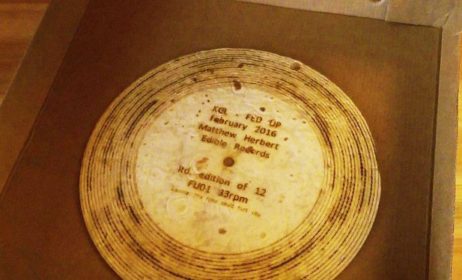 FED UP
february 2016
Matthew Herbert
Edible Records
edition of 12
FU01 33rpm